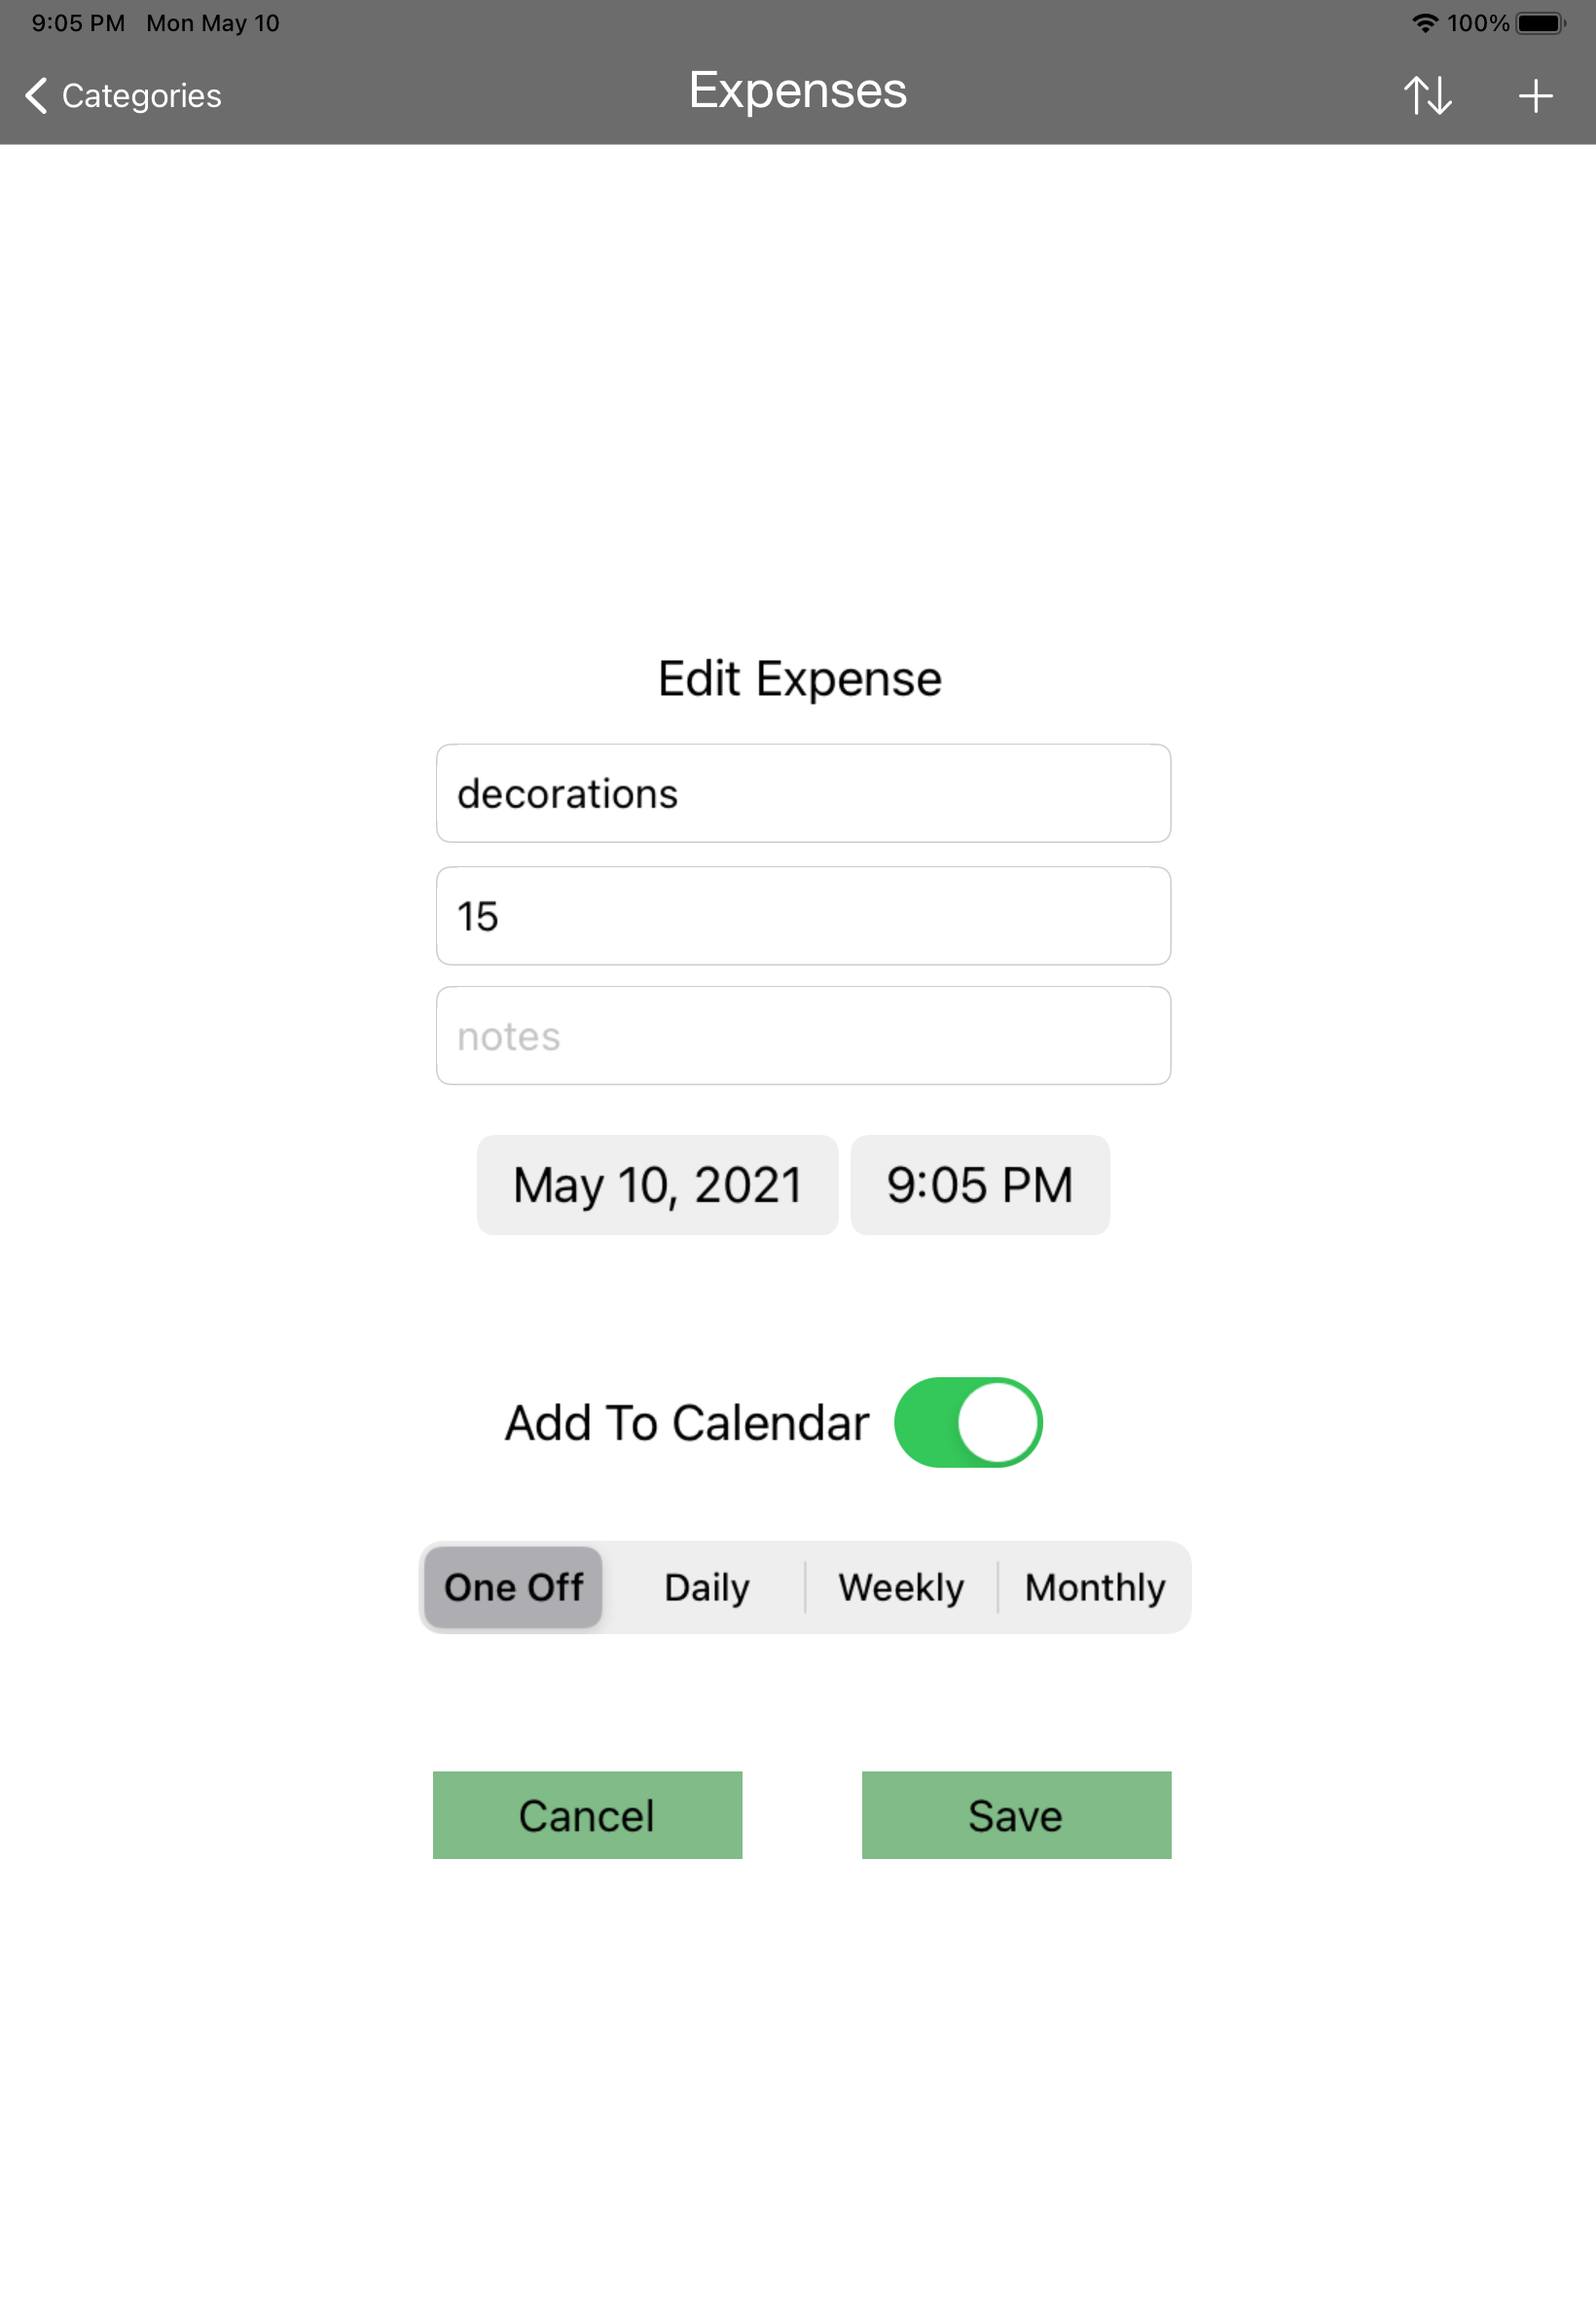 9:05 PM Mon May 10 100%
Categories Expenses
Edit Expense
decorations
15
notes
May 10, 2021 9:05 PM
Add To Calendar
One Off Daily Weekly Monthly
Cancel Save